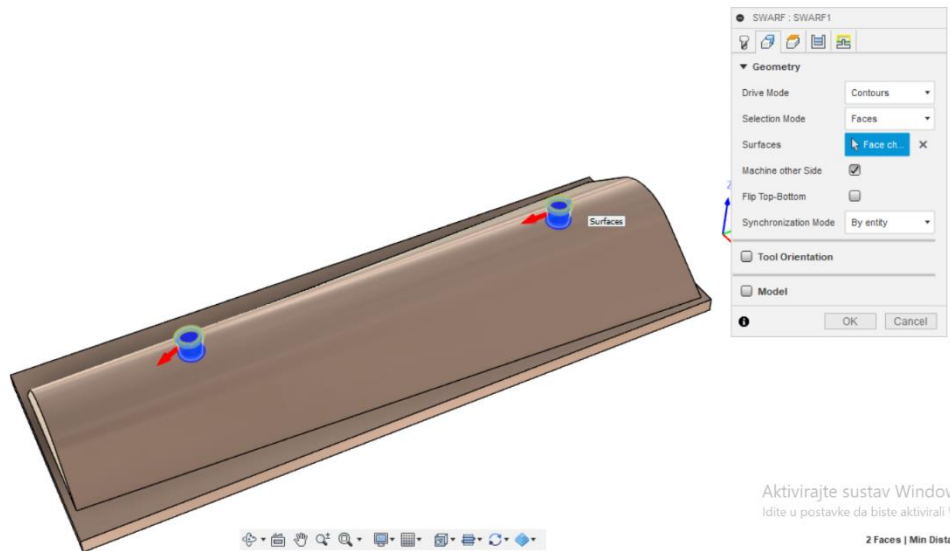 SWARF : SWARF1
Geometry
Drive Mode Contours
Selection Mode Faces
Surfaces Face ch...
Machine other Side
Flip Top-Bottom
Synchronization Mode By entity
Tool Orientation
Model
OK Cancel
Surfaces
Z
Aktivirajte sustav Window
Idite u postavke da biste aktivirali
2 Faces | Min Dist